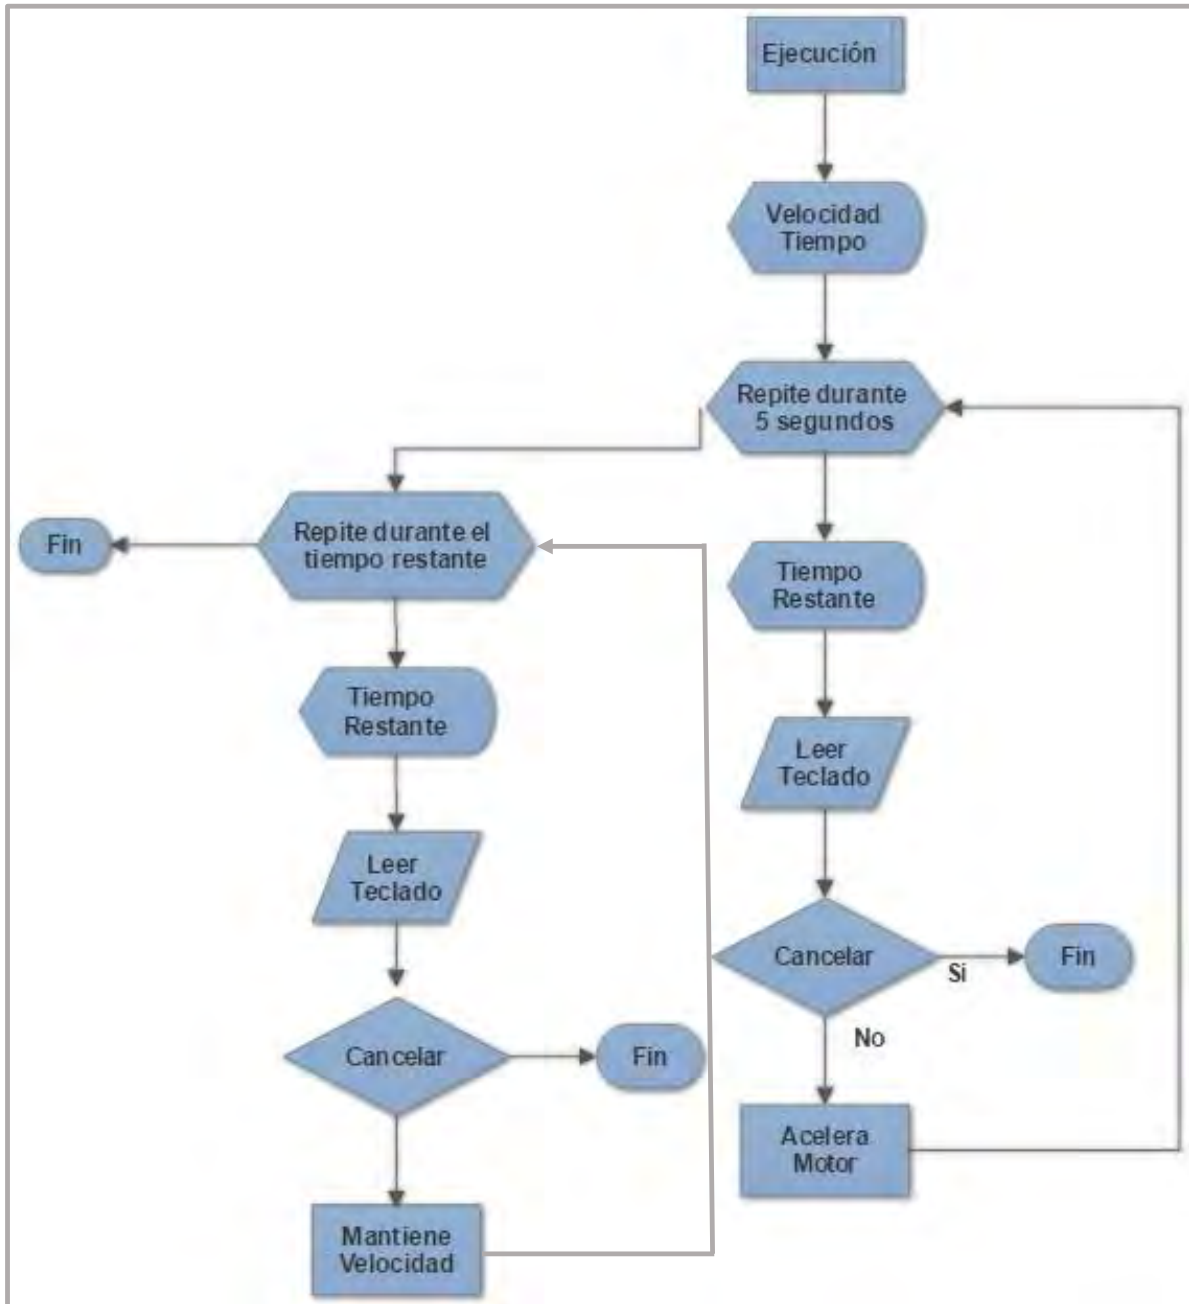 Ejecución
Velocidad
Tiempo
Repite durante
5 segundos
Repite durante el
tiempo restante
Fin
Tiempo
Restante
Tiempo
Restante
Leer
Teclado
Leer
Teclado
Cancelar
Si
Fin
No
Cancelar
Fin
Acelera
Motor
Mantiene
Velocidad